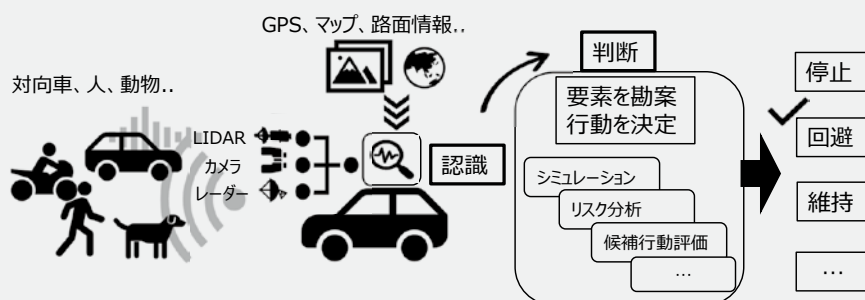 GPS、マップ、路面情報..
対向車、人、動物..
LIDAR
カメラ
レーダー
認識
判断
要素を勘案
行動を決定
シミュレーション
リスク分析
候補行動評価
…
停止
回避
維持
…